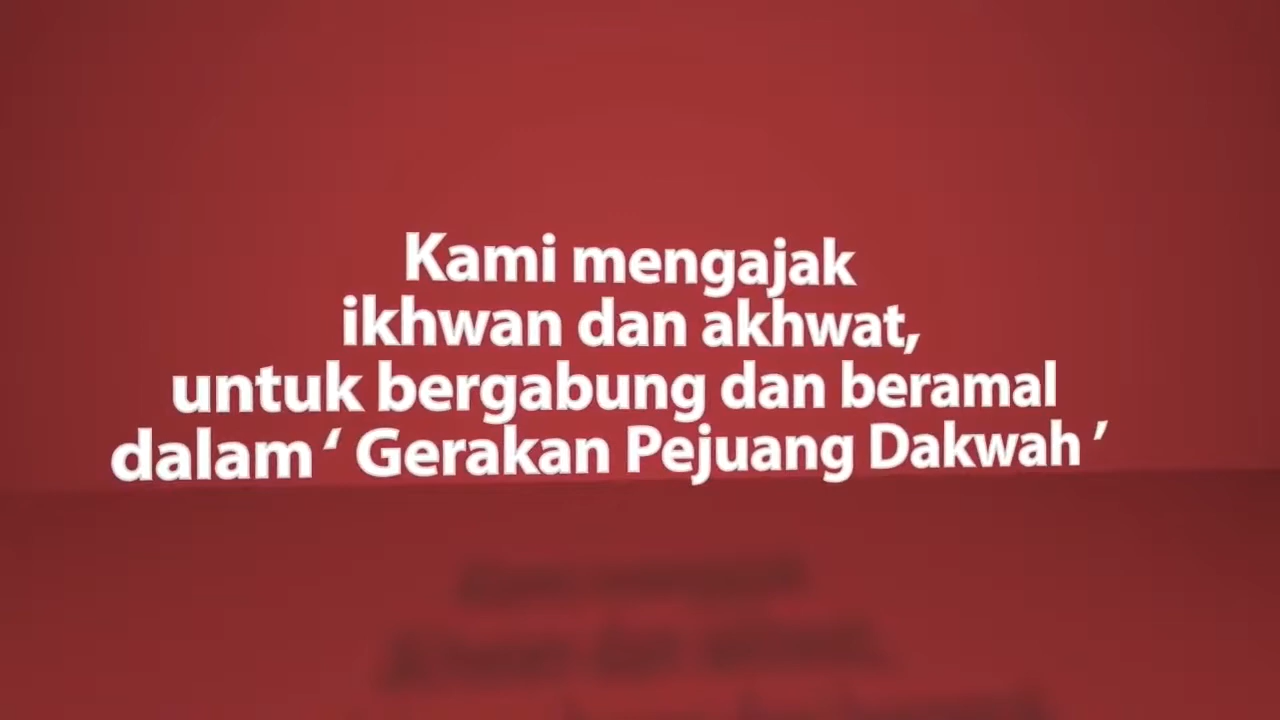 Kami mengajak
ikhwan dan akhwat,
untuk bergabung dan beramal
dalam ‘ Gerakan Pejuang Dakwah ’